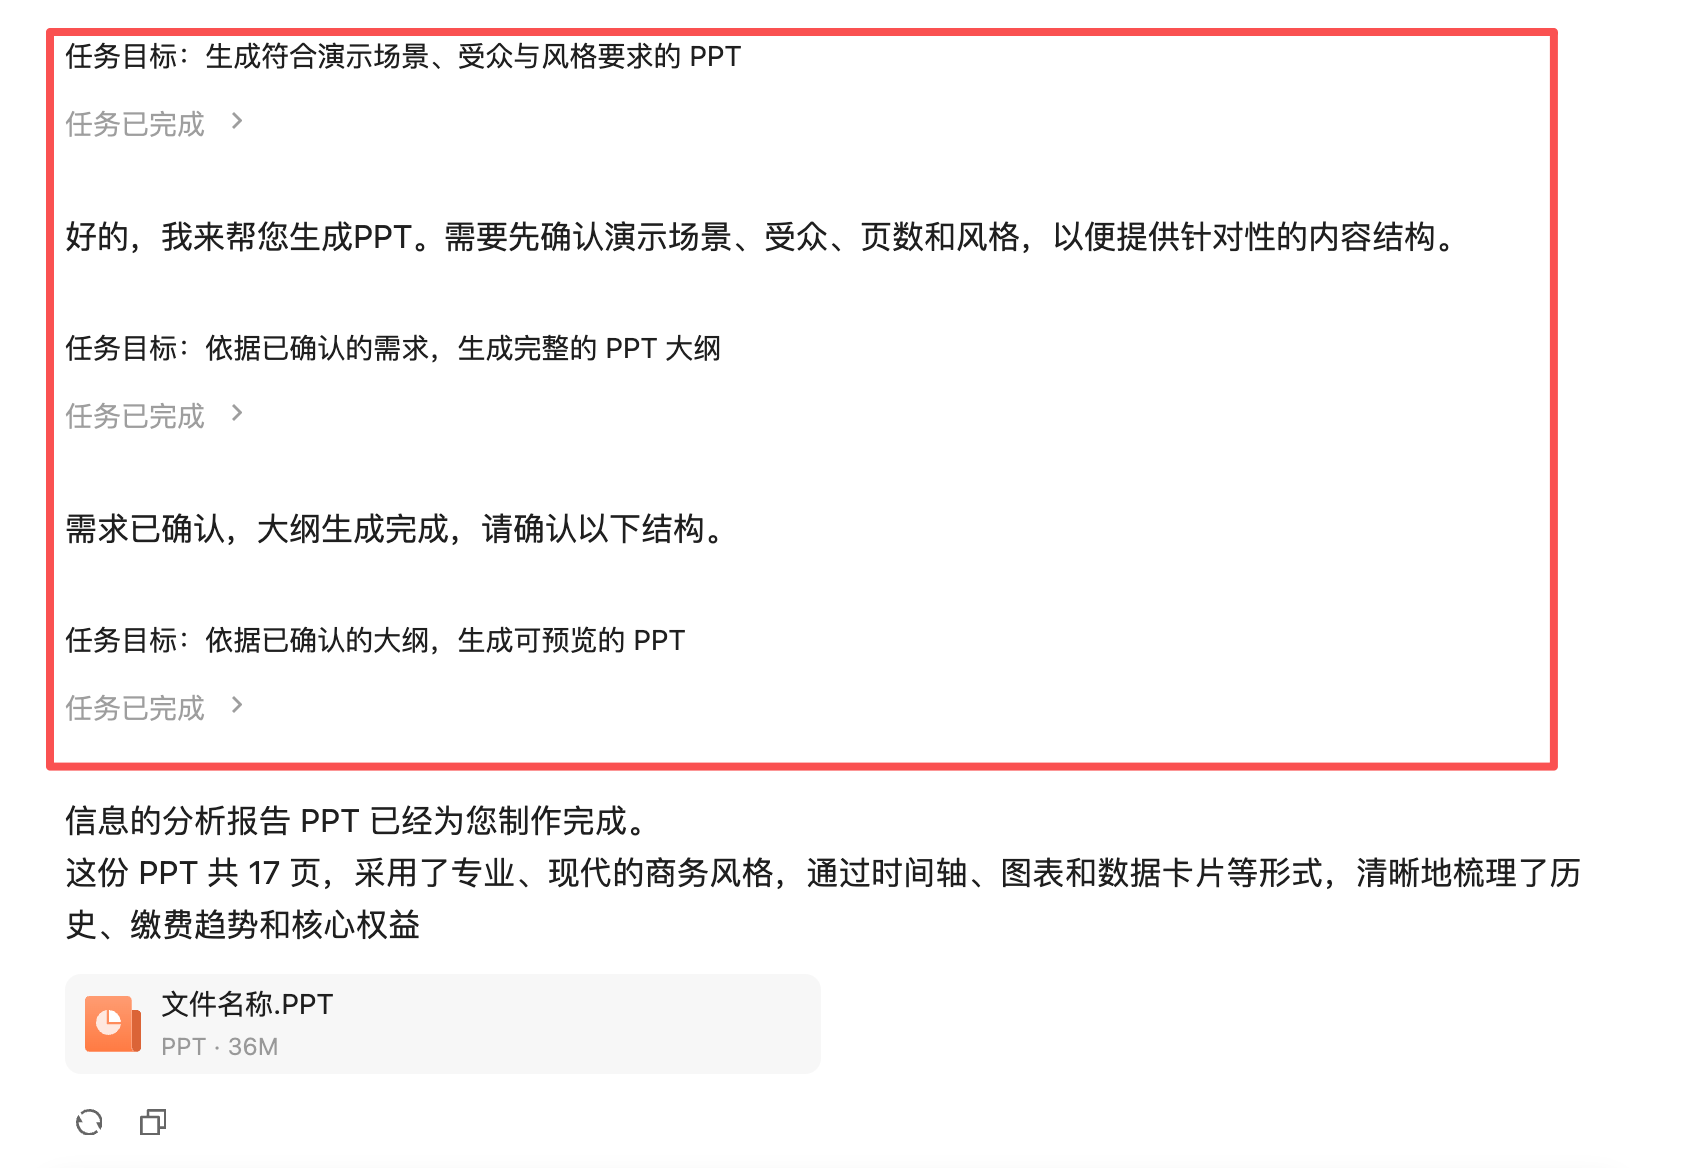 任务目标：生成符合演示场景、受众与风格要求的 PPT
任务已完成
好的，我来帮您生成PPT。需要先确认演示场景、受众、页数和风格，以便提供针对性的内容结构。
任务目标：依据已确认的需求，生成完整的 PPT 大纲
任务已完成
需求已确认，大纲生成完成，请确认以下结构。
任务目标：依据已确认的大纲，生成可预览的 PPT
任务已完成
信息的分析报告 PPT 已经为您制作完成。
这份 PPT 共 17 页，采用了专业、现代的商务风格，通过时间轴、图表和数据卡片等形式，清晰地梳理了历
史、缴费趋势和核心权益
文件名称.PPT
PPT · 36M